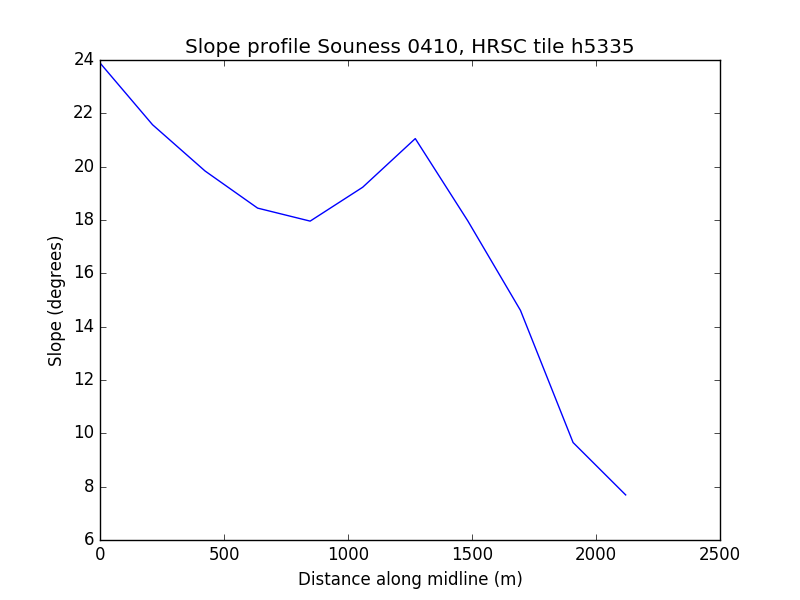 Slope profile Souness 0410, HRSC tile h5335
24
22
20
18
16
14
12
10
8
6
Slope (degrees)
0 500 1000 1500 2000 2500
Distance along midline (m)